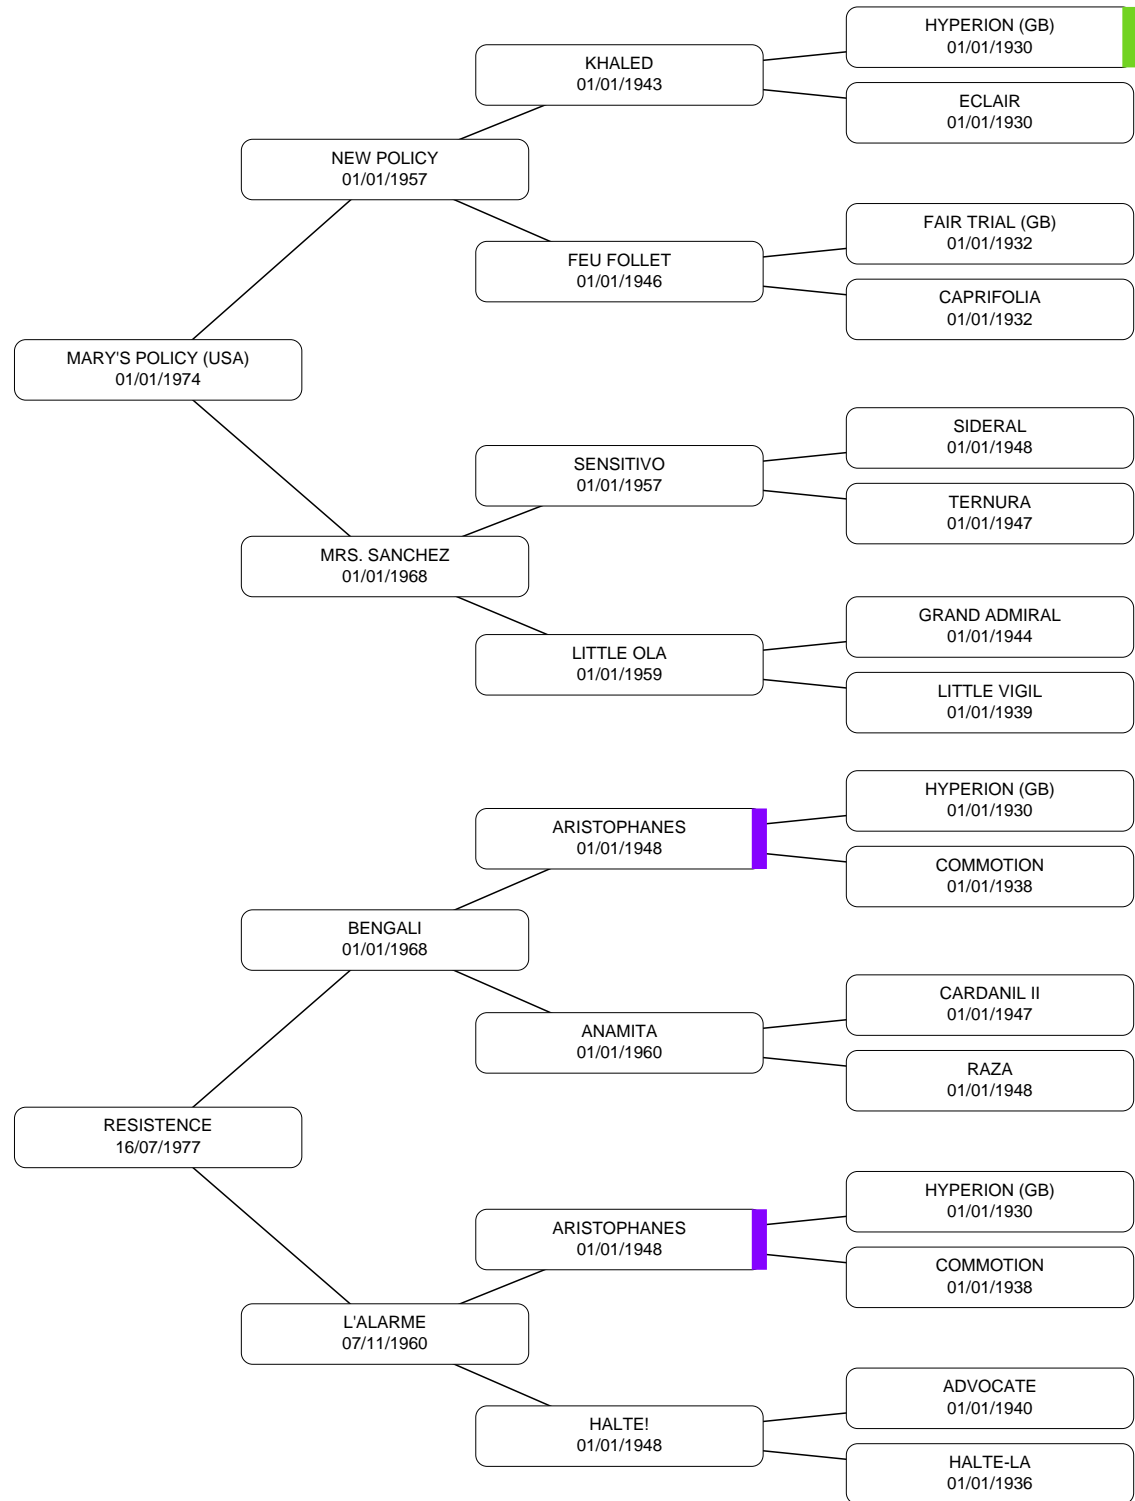 HYPERION (GB)
01/01/1930
KHALED
01/01/1943
ECLAIR
01/01/1930
NEW POLICY
01/01/1957
FAIR TRIAL (GB)
01/01/1932
FEU FOLLET
01/01/1946
CAPRIFOLIA
01/01/1932
MARY'S POLICY (USA)
01/01/1974
SIDERAL
01/01/1948
SENSITIVO
01/01/1957
TERNURA
01/01/1947
MRS. SANCHEZ
01/01/1968
GRAND ADMIRAL
01/01/1944
LITTLE OLA
01/01/1959
LITTLE VIGIL
01/01/1939
HYPERION (GB)
01/01/1930
ARISTOPHANES
01/01/1948
COMMOTION
01/01/1938
BENGALI
01/01/1968
CARDANIL II
01/01/1947
ANAMITA
01/01/1960
RAZA
01/01/1948
RESISTENCE
16/07/1977
HYPERION (GB)
01/01/1930
ARISTOPHANES
01/01/1948
COMMOTION
01/01/1938
L'ALARME
07/11/1960
ADVOCATE
01/01/1940
HALTE!
01/01/1948
HALTE-LA
01/01/1936